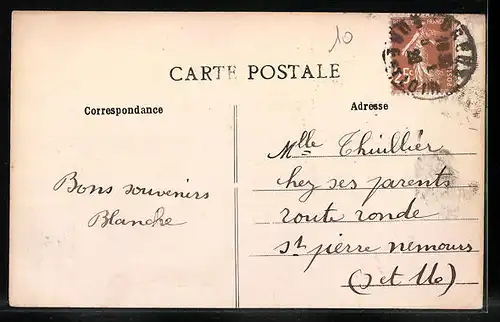 10
CARTE POSTALE
Correspondance
Adresse
Bons souvenirs
Blanche
Mlle Thuillier
chez ses parents
route ronde
St pierre nemours
(S et M)